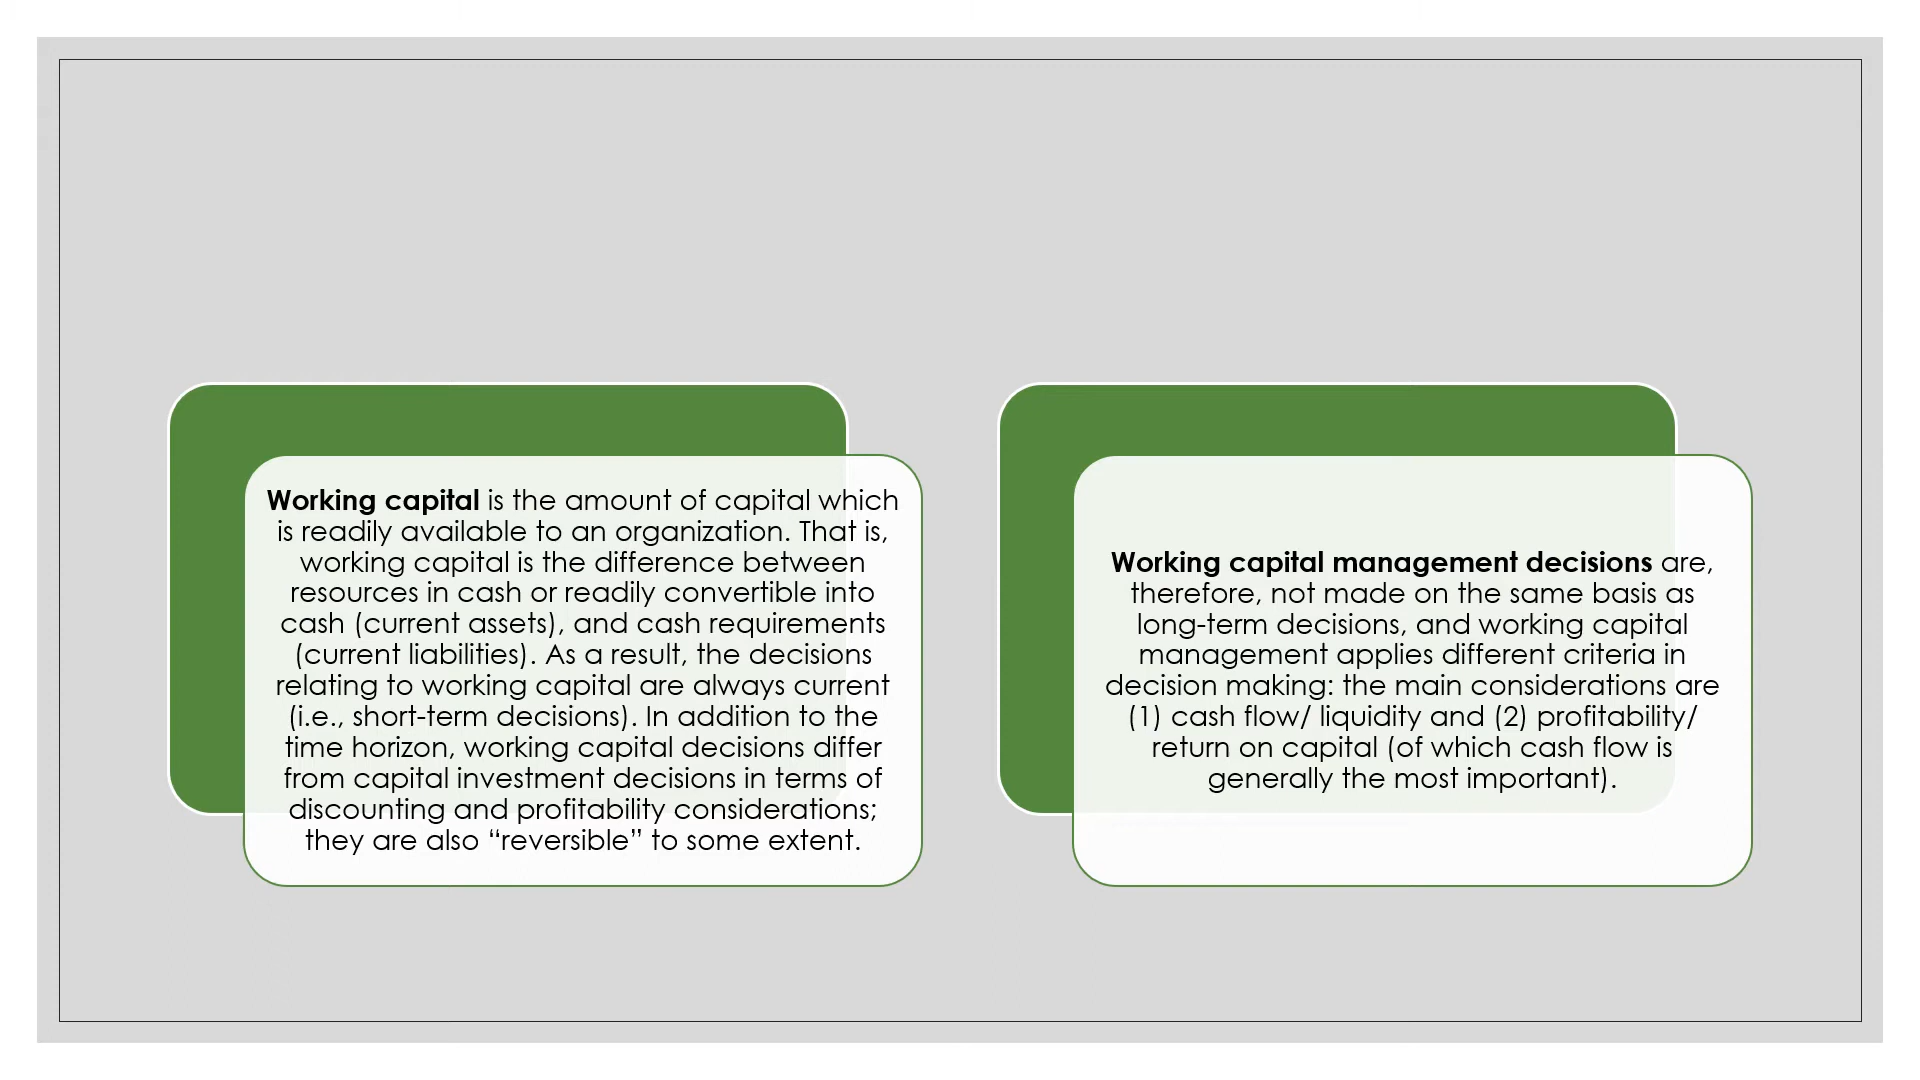 Working capital is the amount of capital which
is readily available to an organization. That is,
working capital is the difference between
resources in cash or readily convertible into
cash (current assets), and cash requirements
(current liabilities). As a result, the decisions
relating to working capital are always current
(i.e., short-term decisions). In addition to the
time horizon, working capital decisions differ
from capital investment decisions in terms of
discounting and profitability considerations;
they are also “reversible” to some extent.
Working capital management decisions are,
therefore, not made on the same basis as
long-term decisions, and working capital
management applies different criteria in
decision making: the main considerations are
(1) cash flow/ liquidity and (2) profitability/
return on capital (of which cash flow is
generally the most important).